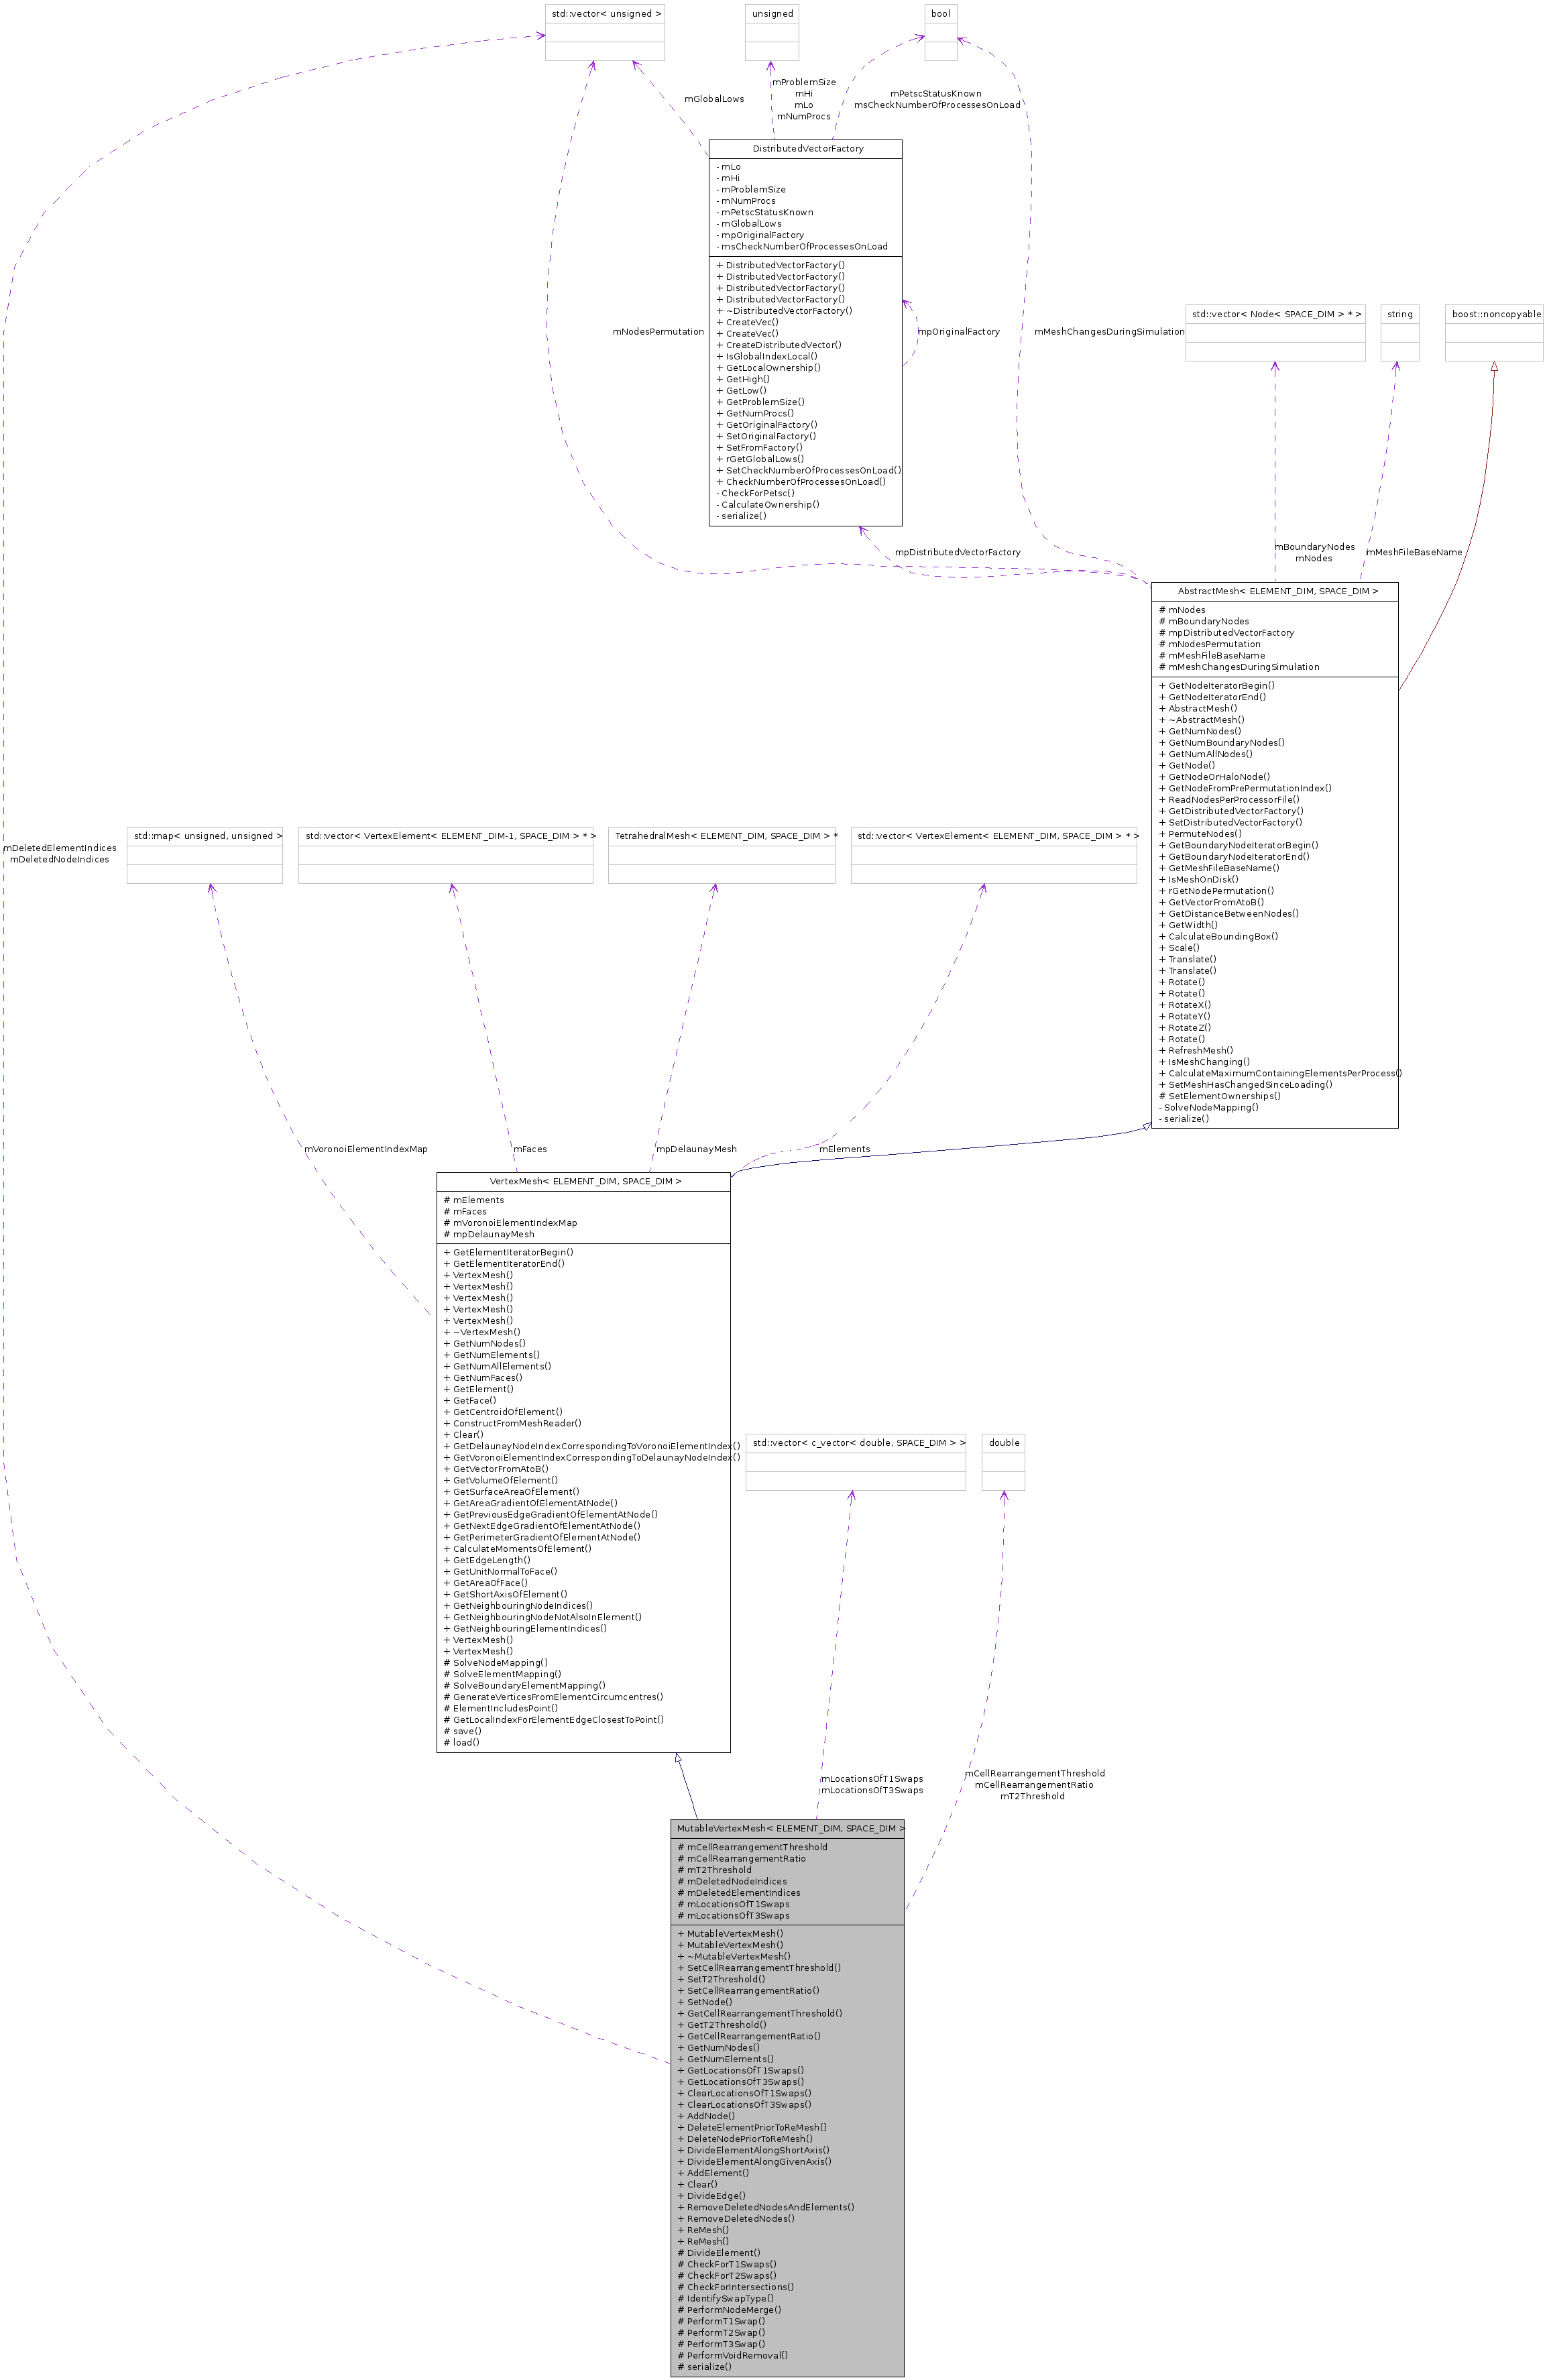 std::vector< unsigned >
unsigned
bool
mGlobalLows
mProblemSize
mHi
mLo
mNumProcs
mPetscStatusKnown
msCheckNumberOfProcessesOnLoad
DistributedVectorFactory
- mLo
- mHi
- mProblemSize
- mNumProcs
- mPetscStatusKnown
- mGlobalLows
- mpOriginalFactory
- msCheckNumberOfProcessesOnLoad
+ DistributedVectorFactory()
+ DistributedVectorFactory()
+ DistributedVectorFactory()
+ DistributedVectorFactory()
+ ~DistributedVectorFactory()
+ CreateVec()
+ CreateVec()
+ CreateDistributedVector()
+ IsGlobalIndexLocal()
+ GetLocalOwnership()
+ GetHigh()
+ GetLow()
+ GetProblemSize()
+ GetNumProcs()
+ GetOriginalFactory()
+ SetOriginalFactory()
+ SetFromFactory()
+ rGetGlobalLows()
+ SetCheckNumberOfProcessesOnLoad()
+ CheckNumberOfProcessesOnLoad()
- CheckForPetsc()
- CalculateOwnership()
- serialize()
mNodesPermutation
mpOriginalFactory
mMeshChangesDuringSimulation
std::vector< Node< SPACE_DIM > * >
string
boost::noncopyable
mpDistributedVectorFactory
mBoundaryNodes
mNodes
mMeshFileBaseName
AbstractMesh< ELEMENT_DIM, SPACE_DIM >
# mNodes
# mBoundaryNodes
# mpDistributedVectorFactory
# mNodesPermutation
# mMeshFileBaseName
# mMeshChangesDuringSimulation
+ GetNodeIteratorBegin()
+ GetNodeIteratorEnd()
+ AbstractMesh()
+ ~AbstractMesh()
+ GetNumNodes()
+ GetNumBoundaryNodes()
+ GetNumAllNodes()
+ GetNode()
+ GetNodeOrHaloNode()
+ GetNodeFromPrePermutationIndex()
+ ReadNodesPerProcessorFile()
+ GetDistributedVectorFactory()
+ SetDistributedVectorFactory()
+ PermuteNodes()
+ GetBoundaryNodeIteratorBegin()
+ GetBoundaryNodeIteratorEnd()
+ GetMeshFileBaseName()
+ IsMeshOnDisk()
+ rGetNodePermutation()
+ GetVectorFromAtoB()
+ GetDistanceBetweenNodes()
+ GetWidth()
+ CalculateBoundingBox()
+ Scale()
+ Translate()
+ Translate()
+ Rotate()
+ Rotate()
+ RotateX()
+ RotateY()
+ RotateZ()
+ Rotate()
+ RefreshMesh()
+ IsMeshChanging()
+ CalculateMaximumContainingElementsPerProcess()
+ SetMeshHasChangedSinceLoading()
# SetElementOwnerships()
- SolveNodeMapping()
- serialize()
mDeletedElementIndices
mDeletedNodeIndices
std::map< unsigned, unsigned >
std::vector< VertexElement< ELEMENT_DIM-1, SPACE_DIM > * >
TetrahedralMesh< ELEMENT_DIM, SPACE_DIM > *
std::vector< VertexElement< ELEMENT_DIM, SPACE_DIM > * >
mVoronoiElementIndexMap
mFaces
mpDelaunayMesh
mElements
VertexMesh< ELEMENT_DIM, SPACE_DIM >
# mElements
# mFaces
# mVoronoiElementIndexMap
# mpDelaunayMesh
+ GetElementIteratorBegin()
+ GetElementIteratorEnd()
+ VertexMesh()
+ VertexMesh()
+ VertexMesh()
+ VertexMesh()
+ VertexMesh()
+ ~VertexMesh()
+ GetNumNodes()
+ GetNumElements()
+ GetNumAllElements()
+ GetNumFaces()
+ GetElement()
+ GetFace()
+ GetCentroidOfElement()
+ ConstructFromMeshReader()
+ Clear()
+ GetDelaunayNodeIndexCorrespondingToVoronoiElementIndex()
+ GetVoronoiElementIndexCorrespondingToDelaunayNodeIndex()
+ GetVectorFromAtoB()
+ GetVolumeOfElement()
+ GetSurfaceAreaOfElement()
+ GetAreaGradientOfElementAtNode()
+ GetPreviousEdgeGradientOfElementAtNode()
+ GetNextEdgeGradientOfElementAtNode()
+ GetPerimeterGradientOfElementAtNode()
+ CalculateMomentsOfElement()
+ GetEdgeLength()
+ GetUnitNormalToFace()
+ GetAreaOfFace()
+ GetShortAxisOfElement()
+ GetNeighbouringNodeIndices()
+ GetNeighbouringNodeNotAlsoInElement()
+ GetNeighbouringElementIndices()
+ VertexMesh()
+ VertexMesh()
# SolveNodeMapping()
# SolveElementMapping()
# SolveBoundaryElementMapping()
# GenerateVerticesFromElementCircumcentres()
# ElementIncludesPoint()
# GetLocalIndexForElementEdgeClosestToPoint()
# save()
# load()
std::vector< c_vector< double, SPACE_DIM > >
double
mLocationsOfT1Swaps
mLocationsOfT3Swaps
mCellRearrangementThreshold
mCellRearrangementRatio
mT2Threshold
MutableVertexMesh< ELEMENT_DIM, SPACE_DIM >
# mCellRearrangementThreshold
# mCellRearrangementRatio
# mT2Threshold
# mDeletedNodeIndices
# mDeletedElementIndices
# mLocationsOfT1Swaps
# mLocationsOfT3Swaps
+ MutableVertexMesh()
+ MutableVertexMesh()
+ ~MutableVertexMesh()
+ SetCellRearrangementThreshold()
+ SetT2Threshold()
+ SetCellRearrangementRatio()
+ SetNode()
+ GetCellRearrangementThreshold()
+ GetT2Threshold()
+ GetCellRearrangementRatio()
+ GetNumNodes()
+ GetNumElements()
+ GetLocationsOfT1Swaps()
+ GetLocationsOfT3Swaps()
+ ClearLocationsOfT1Swaps()
+ ClearLocationsOfT3Swaps()
+ AddNode()
+ DeleteElementPriorToReMesh()
+ DeleteNodePriorToReMesh()
+ DivideElementAlongShortAxis()
+ DivideElementAlongGivenAxis()
+ AddElement()
+ Clear()
+ DivideEdge()
+ RemoveDeletedNodesAndElements()
+ RemoveDeletedNodes()
+ ReMesh()
+ ReMesh()
# DivideElement()
# CheckForT1Swaps()
# CheckForT2Swaps()
# CheckForIntersections()
# IdentifySwapType()
# PerformNodeMerge()
# PerformT1Swap()
# PerformT2Swap()
# PerformT3Swap()
# PerformVoidRemoval()
# serialize()